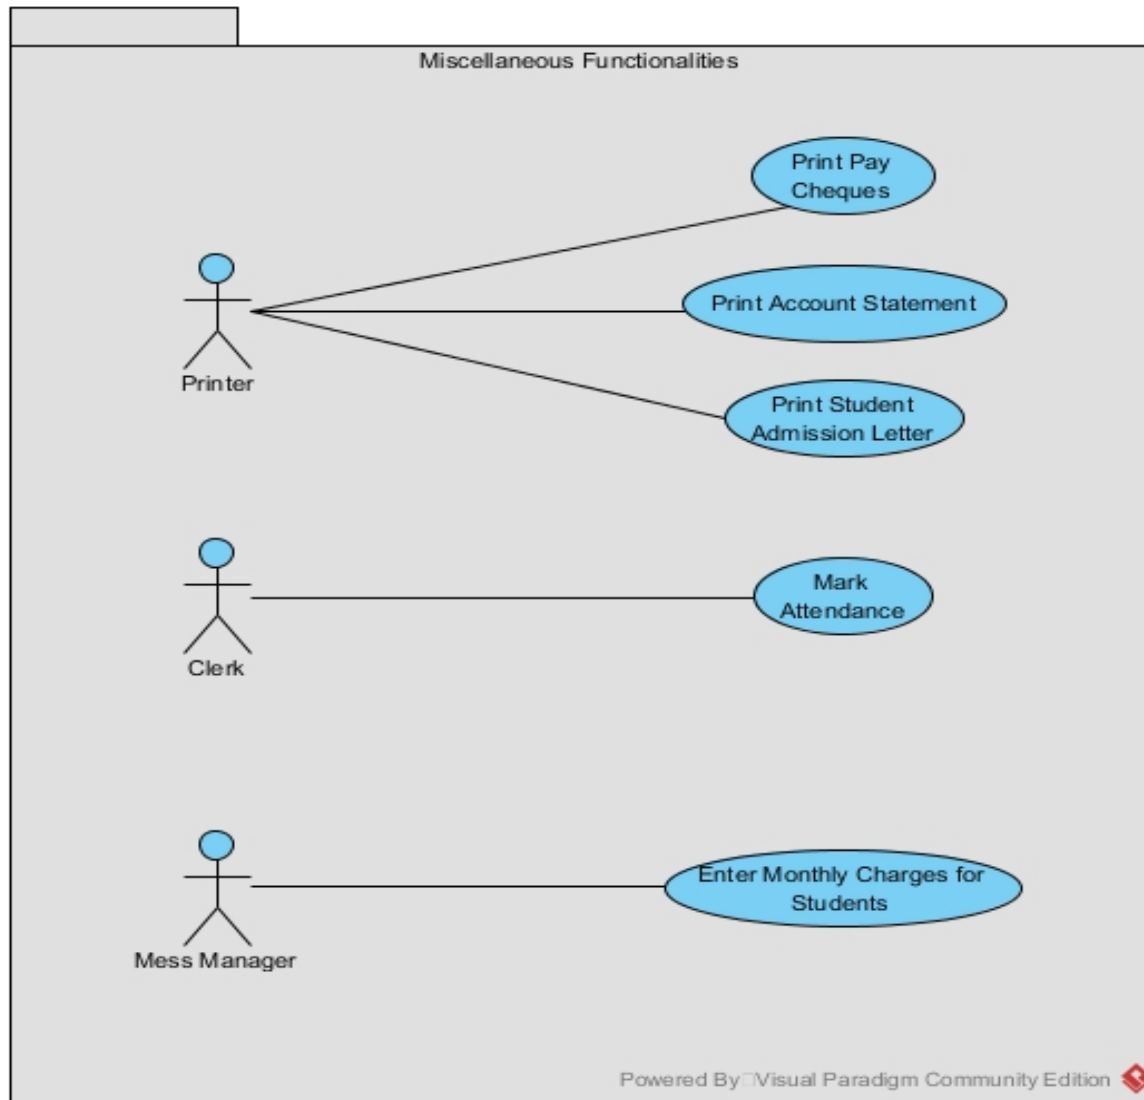 Miscellaneous Functionalities
Print Pay
Cheques
Print Account Statement
Printer
Print Student
Admission Letter
Mark
Attendance
Clerk
Enter Monthly Charges for
Students
Mess Manager
Powered By Visual Paradigm Community Edition